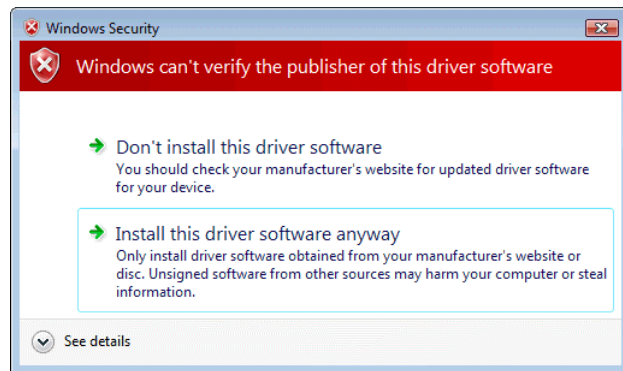 Windows Security
Windows can't verify the publisher of this driver software
Don't install this driver software
You should check your manufacturer's website for updated driver software
for your device.
Install this driver software anyway
Only install driver software obtained from your manufacturer's website or
disc. Unsigned software from other sources may harm your computer or steal
information.
See details